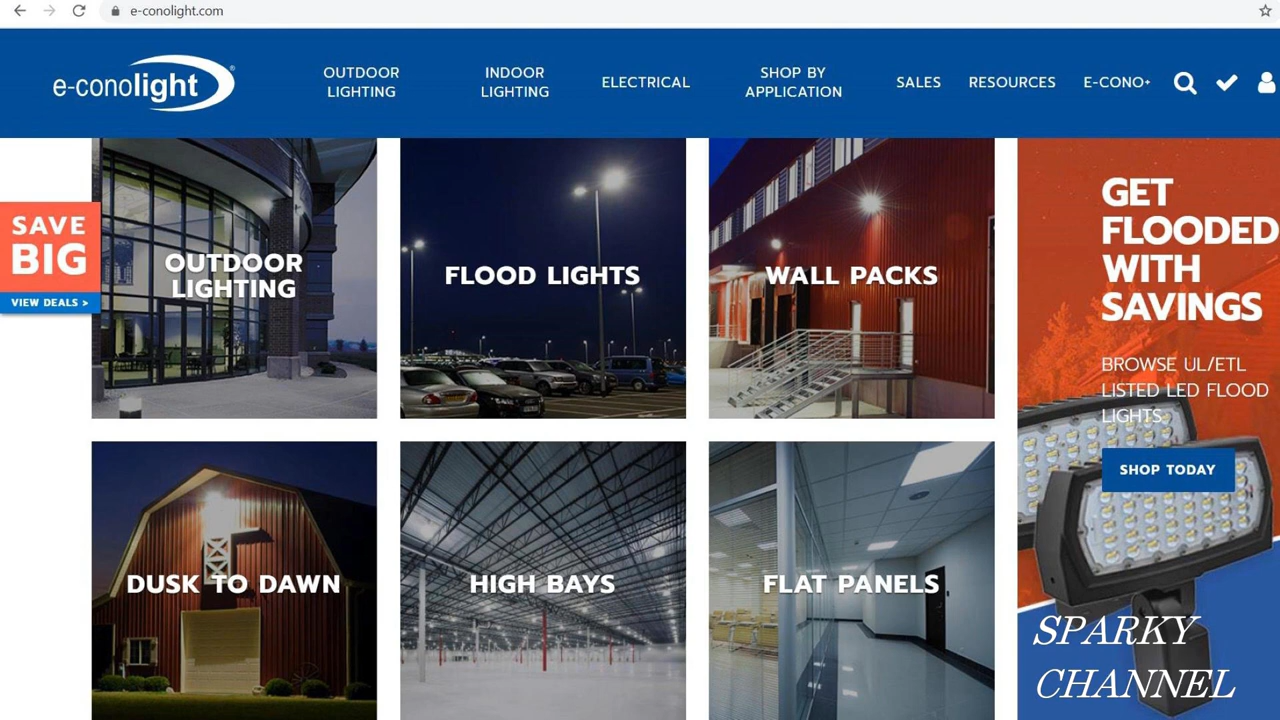 e-conolight.com
e-conolight®
OUTDOOR
LIGHTING
INDOOR
LIGHTING
ELECTRICAL
SHOP BY
APPLICATION
SALES
RESOURCES
E-CONO+
SAVE
BIG
VIEW DEALS >
OUTDOOR
LIGHTING
FLOOD LIGHTS
WALL PACKS
GET
FLOODED
WITH
SAVINGS
BROWSE UL/ETL
LISTED LED FLOOD
LIGHTS.
SHOP TODAY
DUSK TO DAWN
HIGH BAYS
FLAT PANELS
SPARKY
CHANNEL